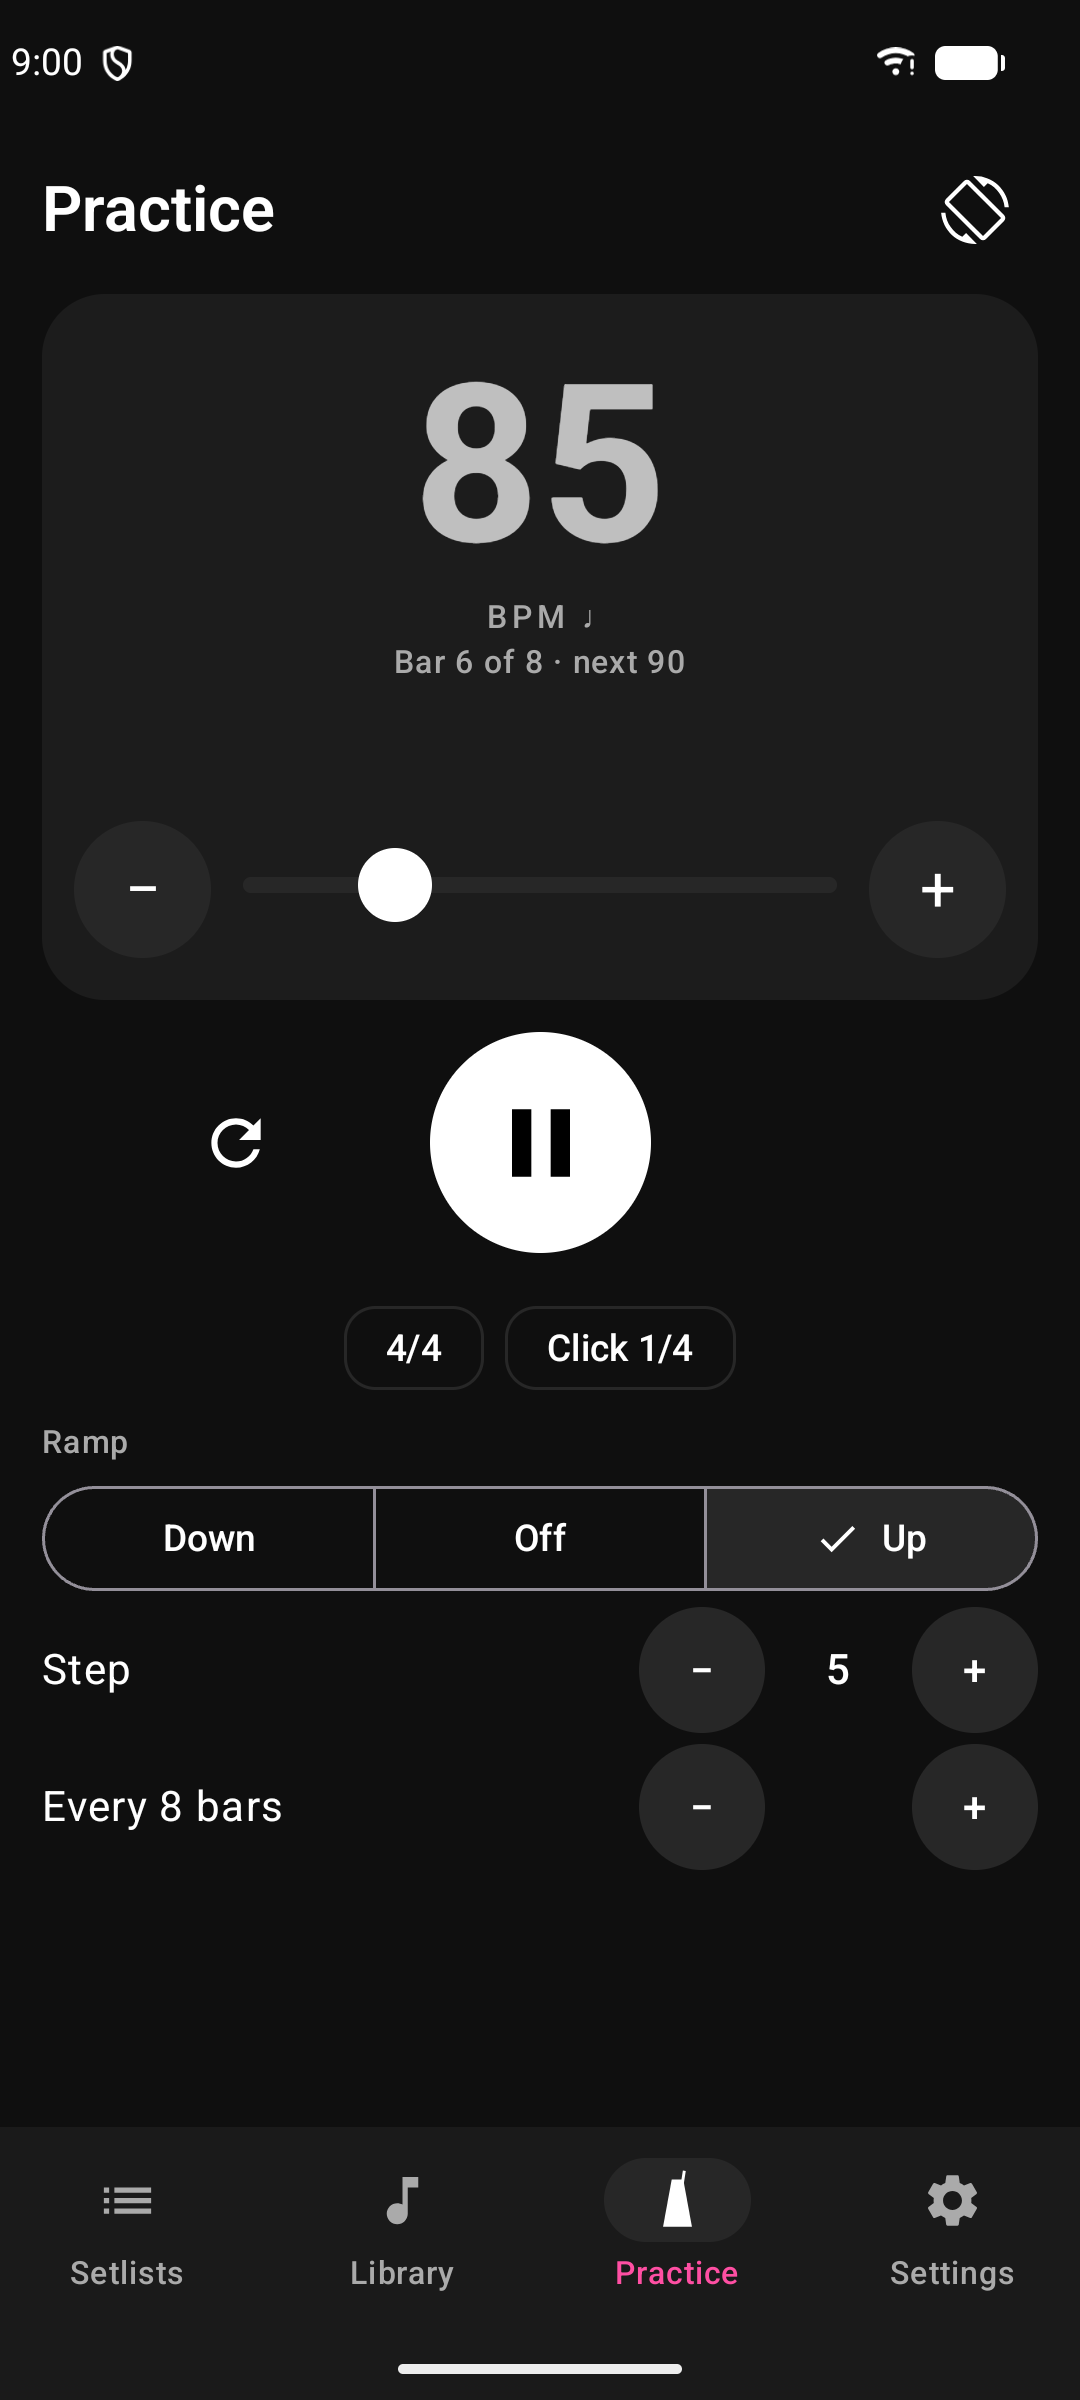 9:00
Practice
85
BPM ♩
Bar 6 of 8 · next 90
−
+
4/4
Click 1/4
Ramp
Down
Off
Up
Step
−
5
+
Every 8 bars
−
+
Setlists
Library
Practice
Settings